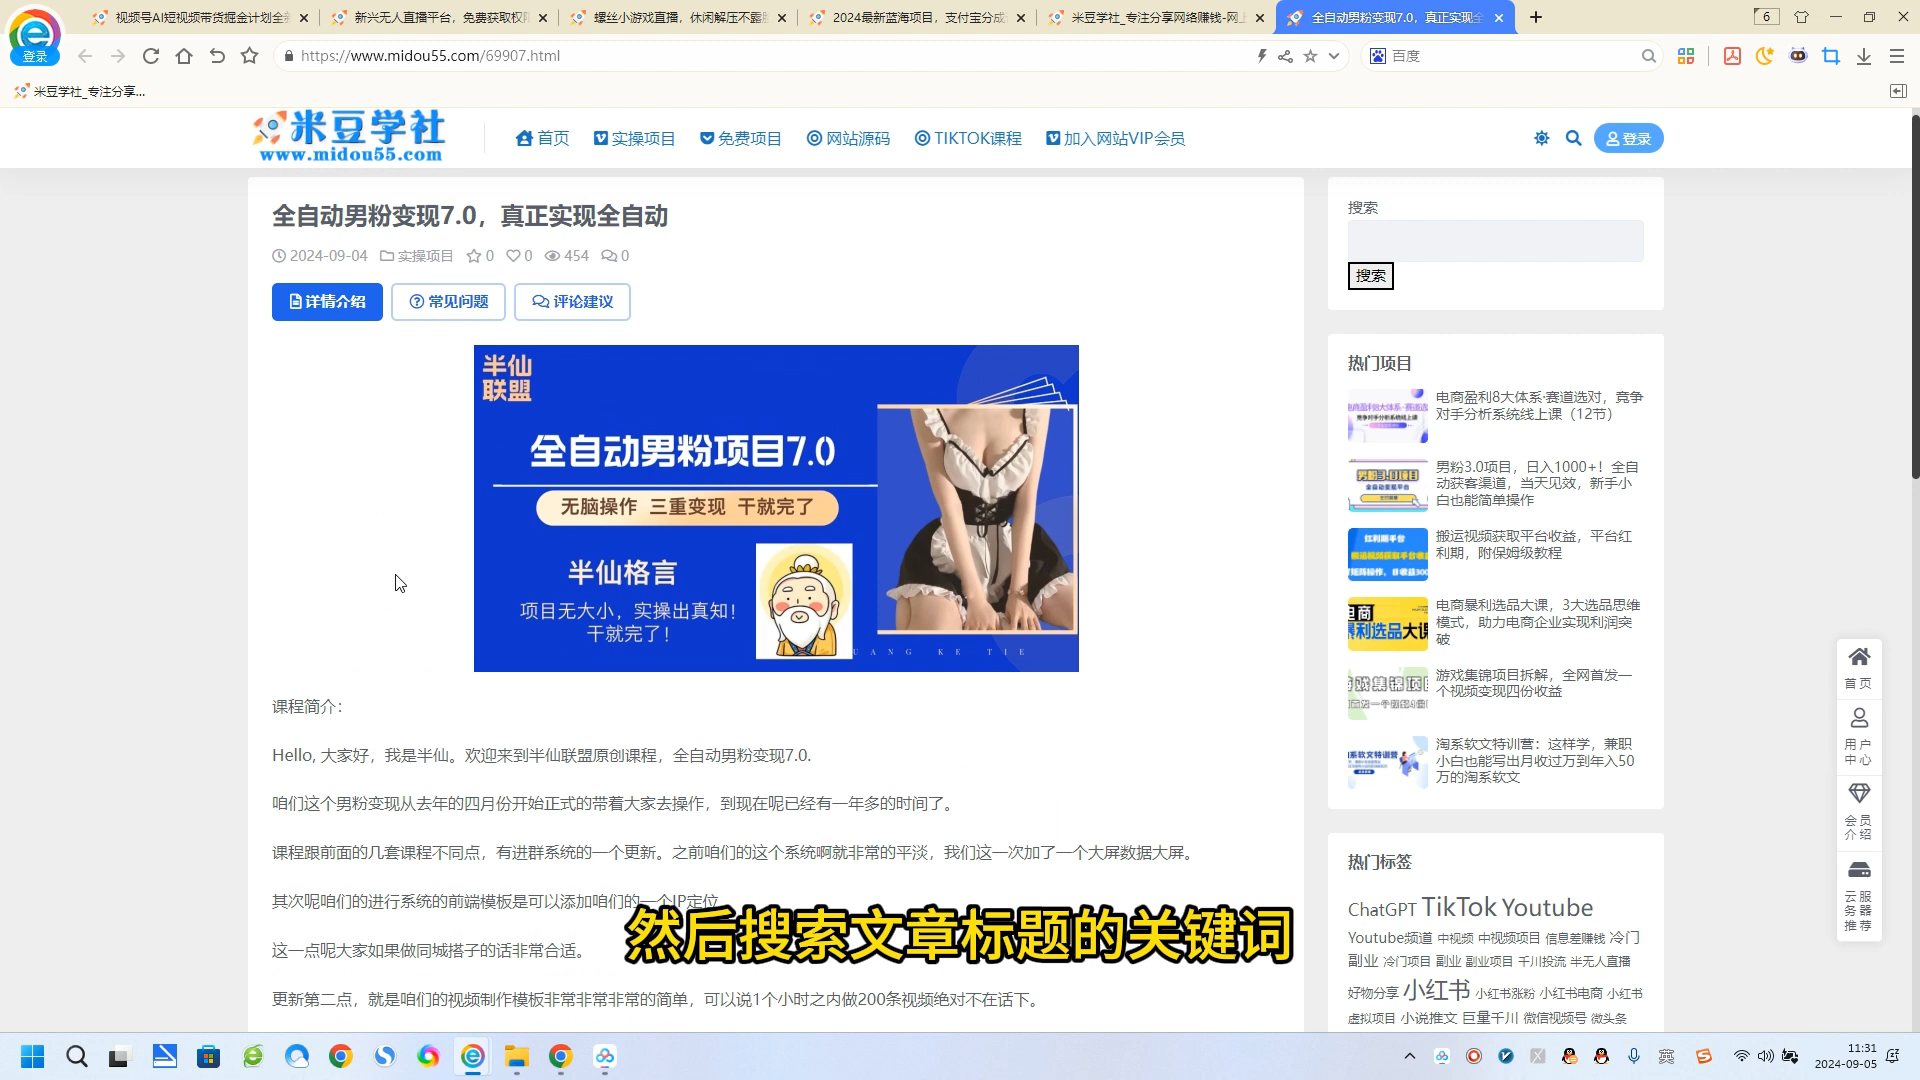 视频号AI短视频带货掘金计划全新
新兴无人直播平台，免费获取权限
螺丝小游戏直播，休闲解压不露脸
2024最新蓝海项目，支付宝分成
米豆学社_专注分享网络赚钱-网上
全自动男粉变现7.0，真正实现全
6
登录
https://www.midou55.com/69907.html
百度
米豆学社_专注分享...
米豆学社
www.midou55.com
首页
实操项目
免费项目
网站源码
TIKTOK课程
加入网站VIP会员
登录
全自动男粉变现7.0，真正实现全自动
2024-09-04 实操项目 0 0 454 0
详情介绍
常见问题
评论建议
半仙
联盟
全自动男粉项目7.0
无脑操作 三重变现 干就完了
半仙格言
项目无大小，实操出真知！
干就完了！
UANG KE TIE
课程简介：
Hello, 大家好，我是半仙。欢迎来到半仙联盟原创课程，全自动男粉变现7.0.
咱们这个男粉变现从去年的四月份开始正式的带着大家去操作，到现在呢已经有一年多的时间了。
课程跟前面的几套课程不同点，有进群系统的一个更新。之前咱们的这个系统啊就非常的平淡，我们这一次加了一个大屏数据大屏。
其次呢咱们的进行系统的前端模板是可以添加咱们的一个IP定位
这一点呢大家如果做同城搭子的话非常合适。
更新第二点，就是咱们的视频制作模板非常非常非常的简单，可以说1个小时之内做200条视频绝对不在话下。
然后搜索文章标题的关键词
搜索
搜索
热门项目
电商盈利8大体系·赛道选对，竞争
对手分析系统线上课（12节）
男粉3.0项目，日入1000+！全自
动获客渠道，当天见效，新手小
白也能简单操作
搬运视频获取平台收益，平台红
利期，附保姆级教程
电商暴利选品大课，3大选品思维
模式，助力电商企业实现利润突
破
游戏集锦项目拆解，全网首发一
个视频变现四份收益
淘系软文特训营：这样学，兼职
小白也能写出月收过万到年入50
万的淘系软文
热门标签
ChatGPT TikTok Youtube
Youtube频道 中视频 中视频项目 信息差赚钱 冷门
副业 冷门项目 副业 副业项目 千川投流 半无人直播
好物分享 小红书 小红书涨粉 小红书电商 小红书
虚拟项目 小说推文 巨量千川 微信视频号 微头条
首页
用户
中心
会员
介绍
云服
务器
推荐
英
11:31
2024-09-05